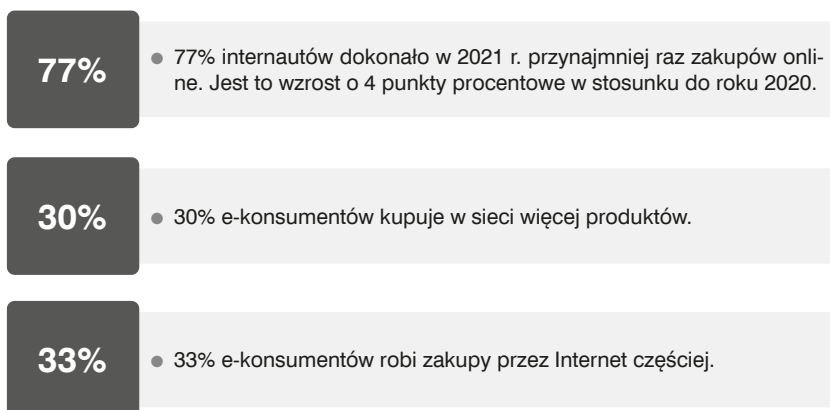 77%
● 77% internautów dokonało w 2021 r. przynajmniej raz zakupów onli-
ne. Jest to wzrost o 4 punkty procentowe w stosunku do roku 2020.
30%
● 30% e-konsumentów kupuje w sieci więcej produktów.
33%
● 33% e-konsumentów robi zakupy przez Internet częściej.